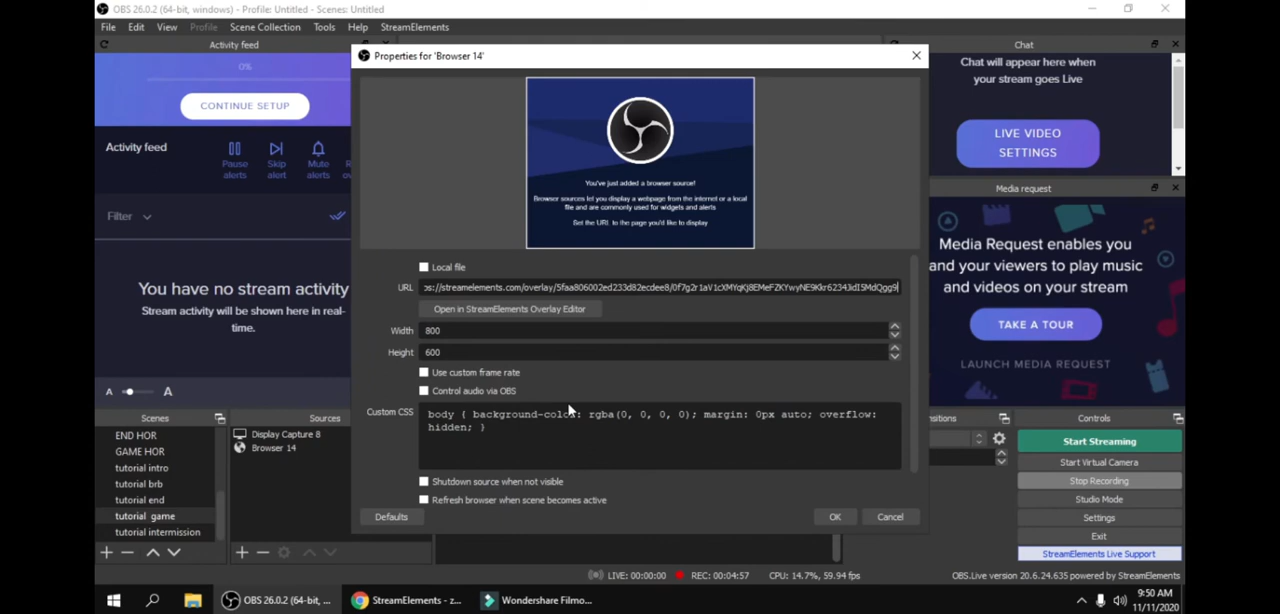 OBS 26.0.2 (64-bit, windows) - Profile: Untitled - Scenes: Untitled
File Edit View Profile Scene Collection Tools Help StreamElements
Activity feed
0%
CONTINUE SETUP
Activity feed
Pause alerts
Skip alert
Mute alerts
Filter
You have no stream activity
Stream activity will be shown here in real-
time.
A A
Scenes
END HOR
GAME HOR
tutorial intro
tutorial brb
tutorial end
tutorial game
tutorial intermission
Sources
Display Capture 8
Browser 14
Properties for 'Browser 14'
You've just added a browser source!
Browser sources let you display a webpage from the internet or a local
file and are commonly used for widgets and alerts
Set the URL to the page you'd like to display
Local file
URL ps://streamelements.com/overlay/5faa806002ed233d82ecdee8/0f7g2r1aV1cXMYqKj8EMeFZKYwyNE9Kkr6234JidI5MdQgg9
Open in StreamElements Overlay Editor
Width 800
Height 600
Use custom frame rate
Control audio via OBS
Custom CSS
body { background-color: rgba(0, 0, 0, 0); margin: 0px auto; overflow:
hidden; }
Shutdown source when not visible
Refresh browser when scene becomes active
Defaults OK Cancel
Chat
Chat will appear here when
your stream goes Live
LIVE VIDEO
SETTINGS
Media request
Media Request enables you
and your viewers to play music
and videos on your stream
TAKE A TOUR
LAUNCH MEDIA REQUEST
nsitions
Controls
Start Streaming
Start Virtual Camera
Stop Recording
Studio Mode
Settings
Exit
StreamElements Live Support
LIVE: 00:00:00 REC: 00:04:57 CPU: 14.7%, 59.94 fps
OBS.Live version 20.6.24.635 powered by StreamElements
OBS 26.0.2 (64-bit, ...
StreamElements - z...
Wondershare Filmo...
9:50 AM
11/11/2020